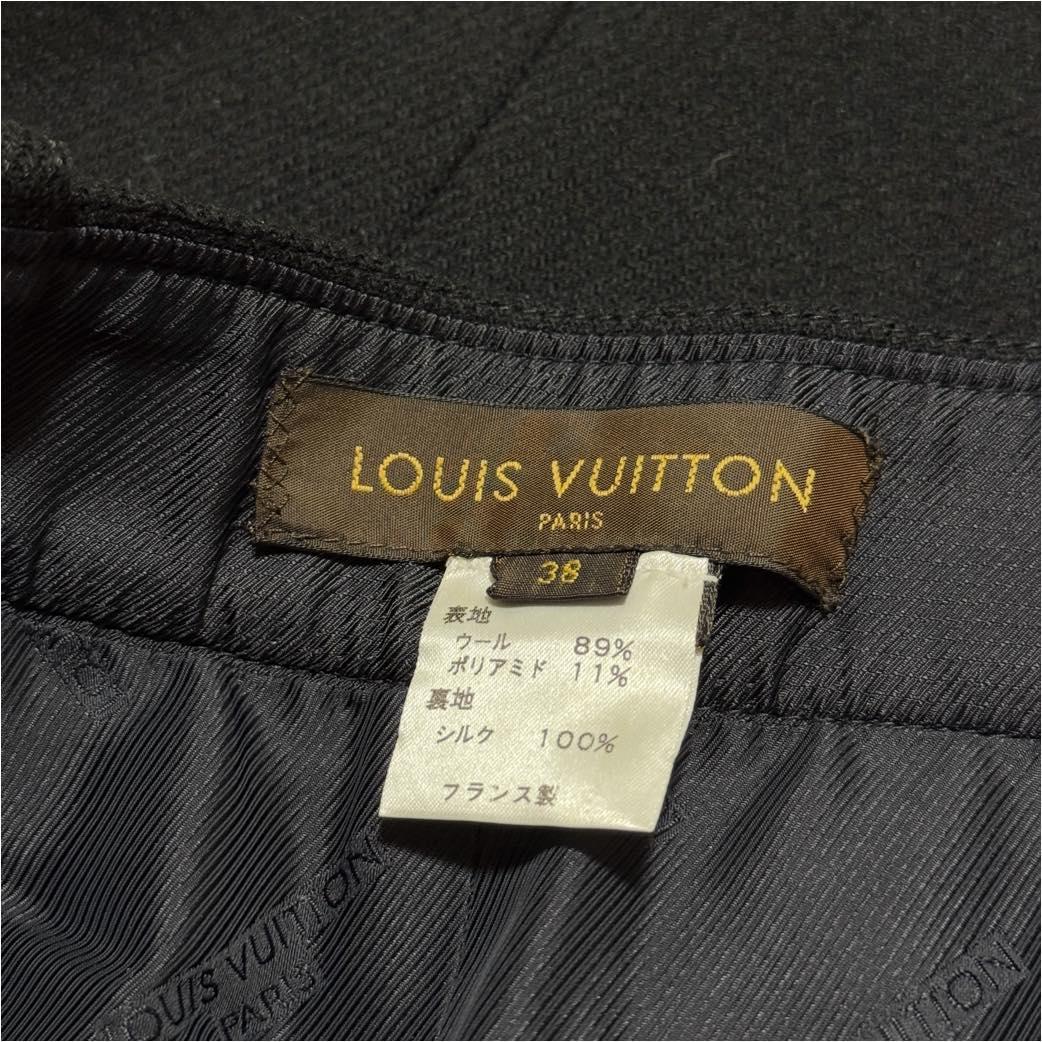 LOUIS VUITTON
PARIS
38
表地
ウール 89%
ポリアミド 11%
裏地
シルク 100%
フランス製
LOUIS VUITTON
PARIS
VUITTON